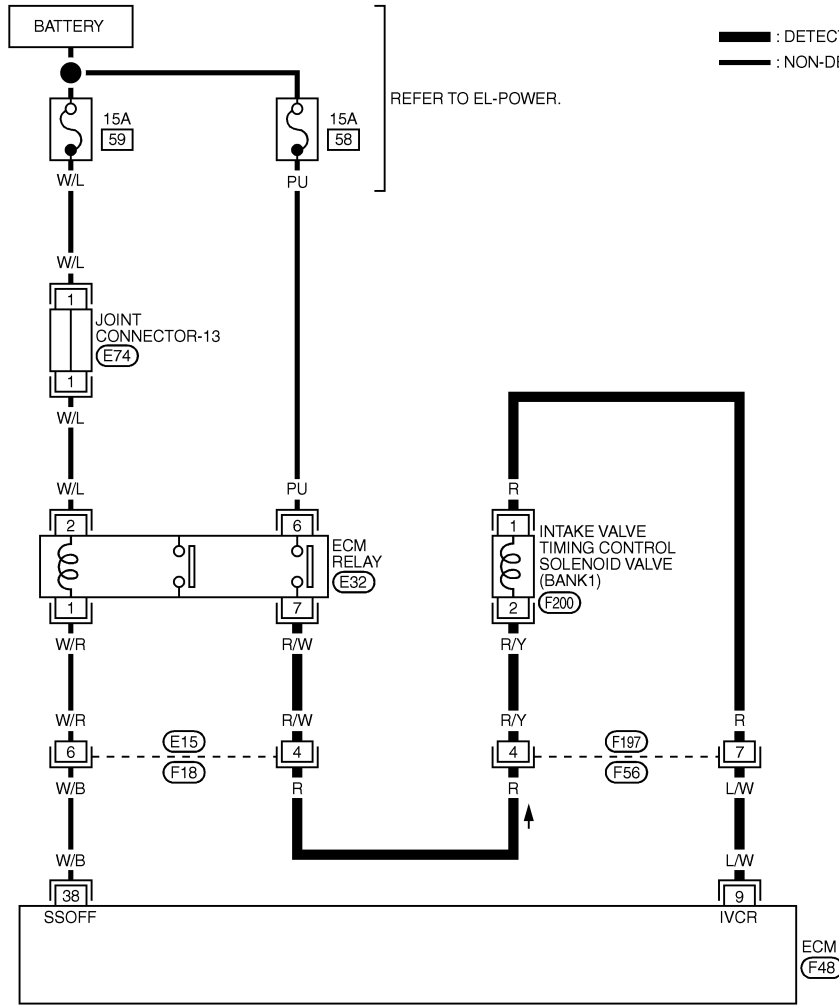 BATTERY
: DETECT
: NON-DE
REFER TO EL-POWER.
15A
59
15A
58
W/L
PU
W/L
1
JOINT
CONNECTOR-13
E74
1
W/L
W/L
PU
R
2
6
1
ECM
RELAY
E32
INTAKE VALVE
TIMING CONTROL
SOLENOID VALVE
(BANK1)
F200
1
7
2
W/R
R/W
R/Y
W/R
R/W
R/Y
R
6
E15
F18
4
4
F197
F56
7
W/B
R
R
L/W
W/B
L/W
38
9
SSOFF
IVCR
ECM
F48